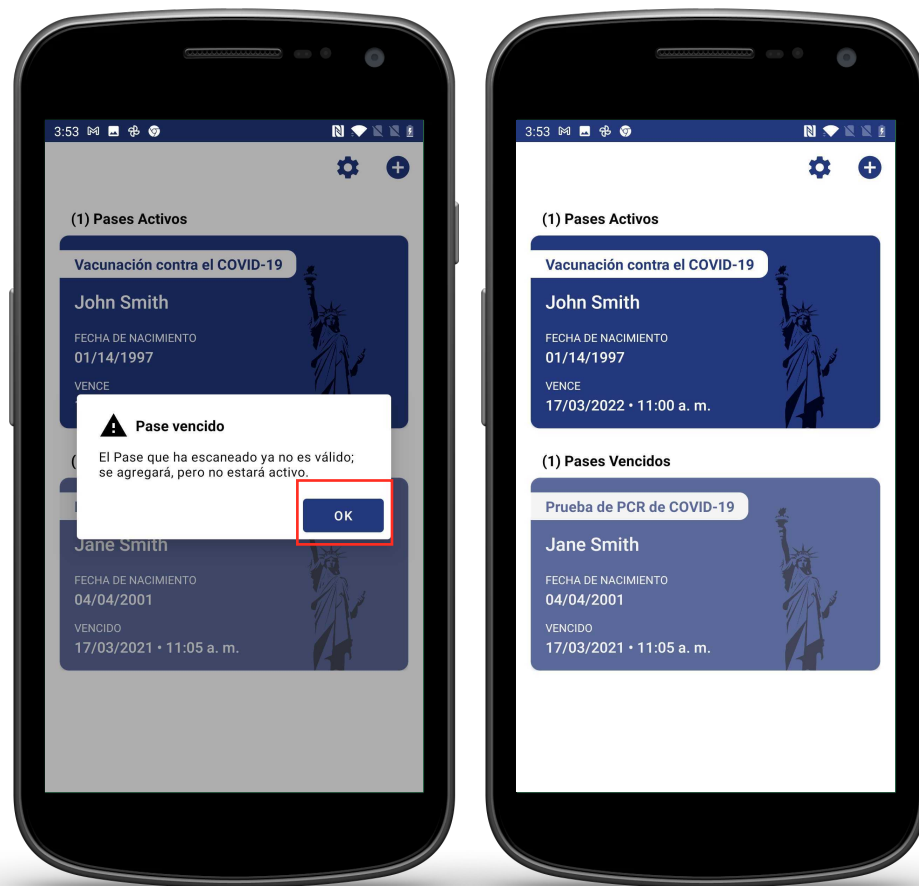 3:53
(1) Pases Activos
Vacunación contra el COVID-19
John Smith
FECHA DE NACIMIENTO
01/14/1997
VENCE
Pase vencido
El Pase que ha escaneado ya no es válido;
se agregará, pero no estará activo.
OK
Jane Smith
FECHA DE NACIMIENTO
04/04/2001
VENCIDO
17/03/2021 • 11:05 a. m.
3:53
(1) Pases Activos
Vacunación contra el COVID-19
John Smith
FECHA DE NACIMIENTO
01/14/1997
VENCE
17/03/2022 • 11:00 a. m.
(1) Pases Vencidos
Prueba de PCR de COVID-19
Jane Smith
FECHA DE NACIMIENTO
04/04/2001
VENCIDO
17/03/2021 • 11:05 a. m.